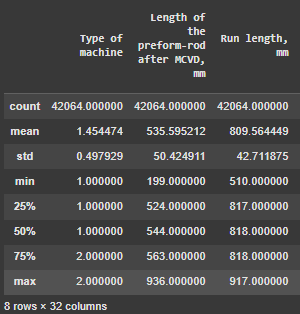 Length of
the
Type of preform-rod Run length,
machine after MCVD, mm
mm
count 42064.000000 42064.000000 42064.000000
mean 1.454474 535.595212 809.564449
std 0.497929 50.424911 42.711875
min 1.000000 199.000000 510.000000
25% 1.000000 524.000000 817.000000
50% 1.000000 544.000000 818.000000
75% 2.000000 563.000000 818.000000
max 2.000000 936.000000 917.000000
8 rows × 32 columns